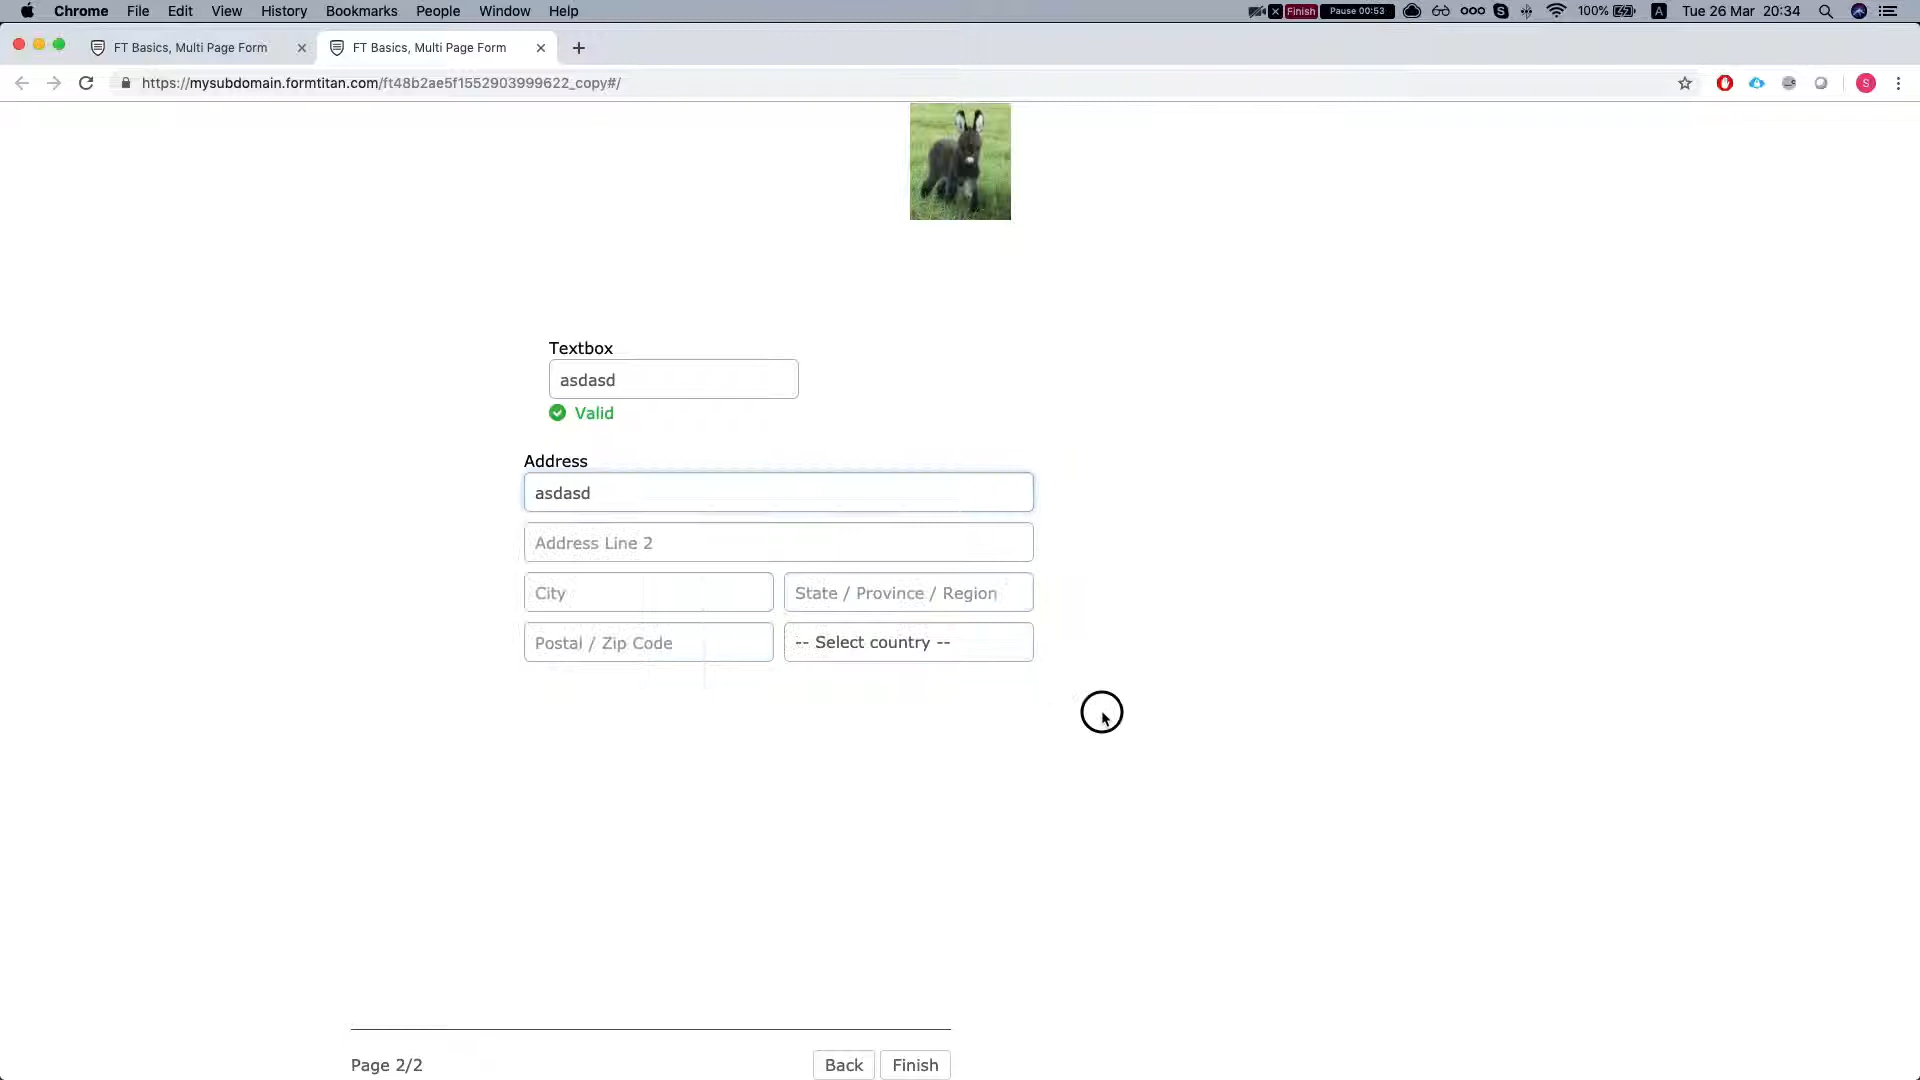 Chrome File Edit View History Bookmarks People Window Help Finish Pause 00:53 100% A Tue 26 Mar 20:34
FT Basics, Multi Page Form FT Basics, Multi Page Form
https://mysubdomain.formtitan.com/ft48b2ae5f1552903999622_copy#/ S
Textbox
asdasd
Valid
Address
asdasd
Address Line 2
City State / Province / Region
Postal / Zip Code -- Select country --
Page 2/2 Back Finish